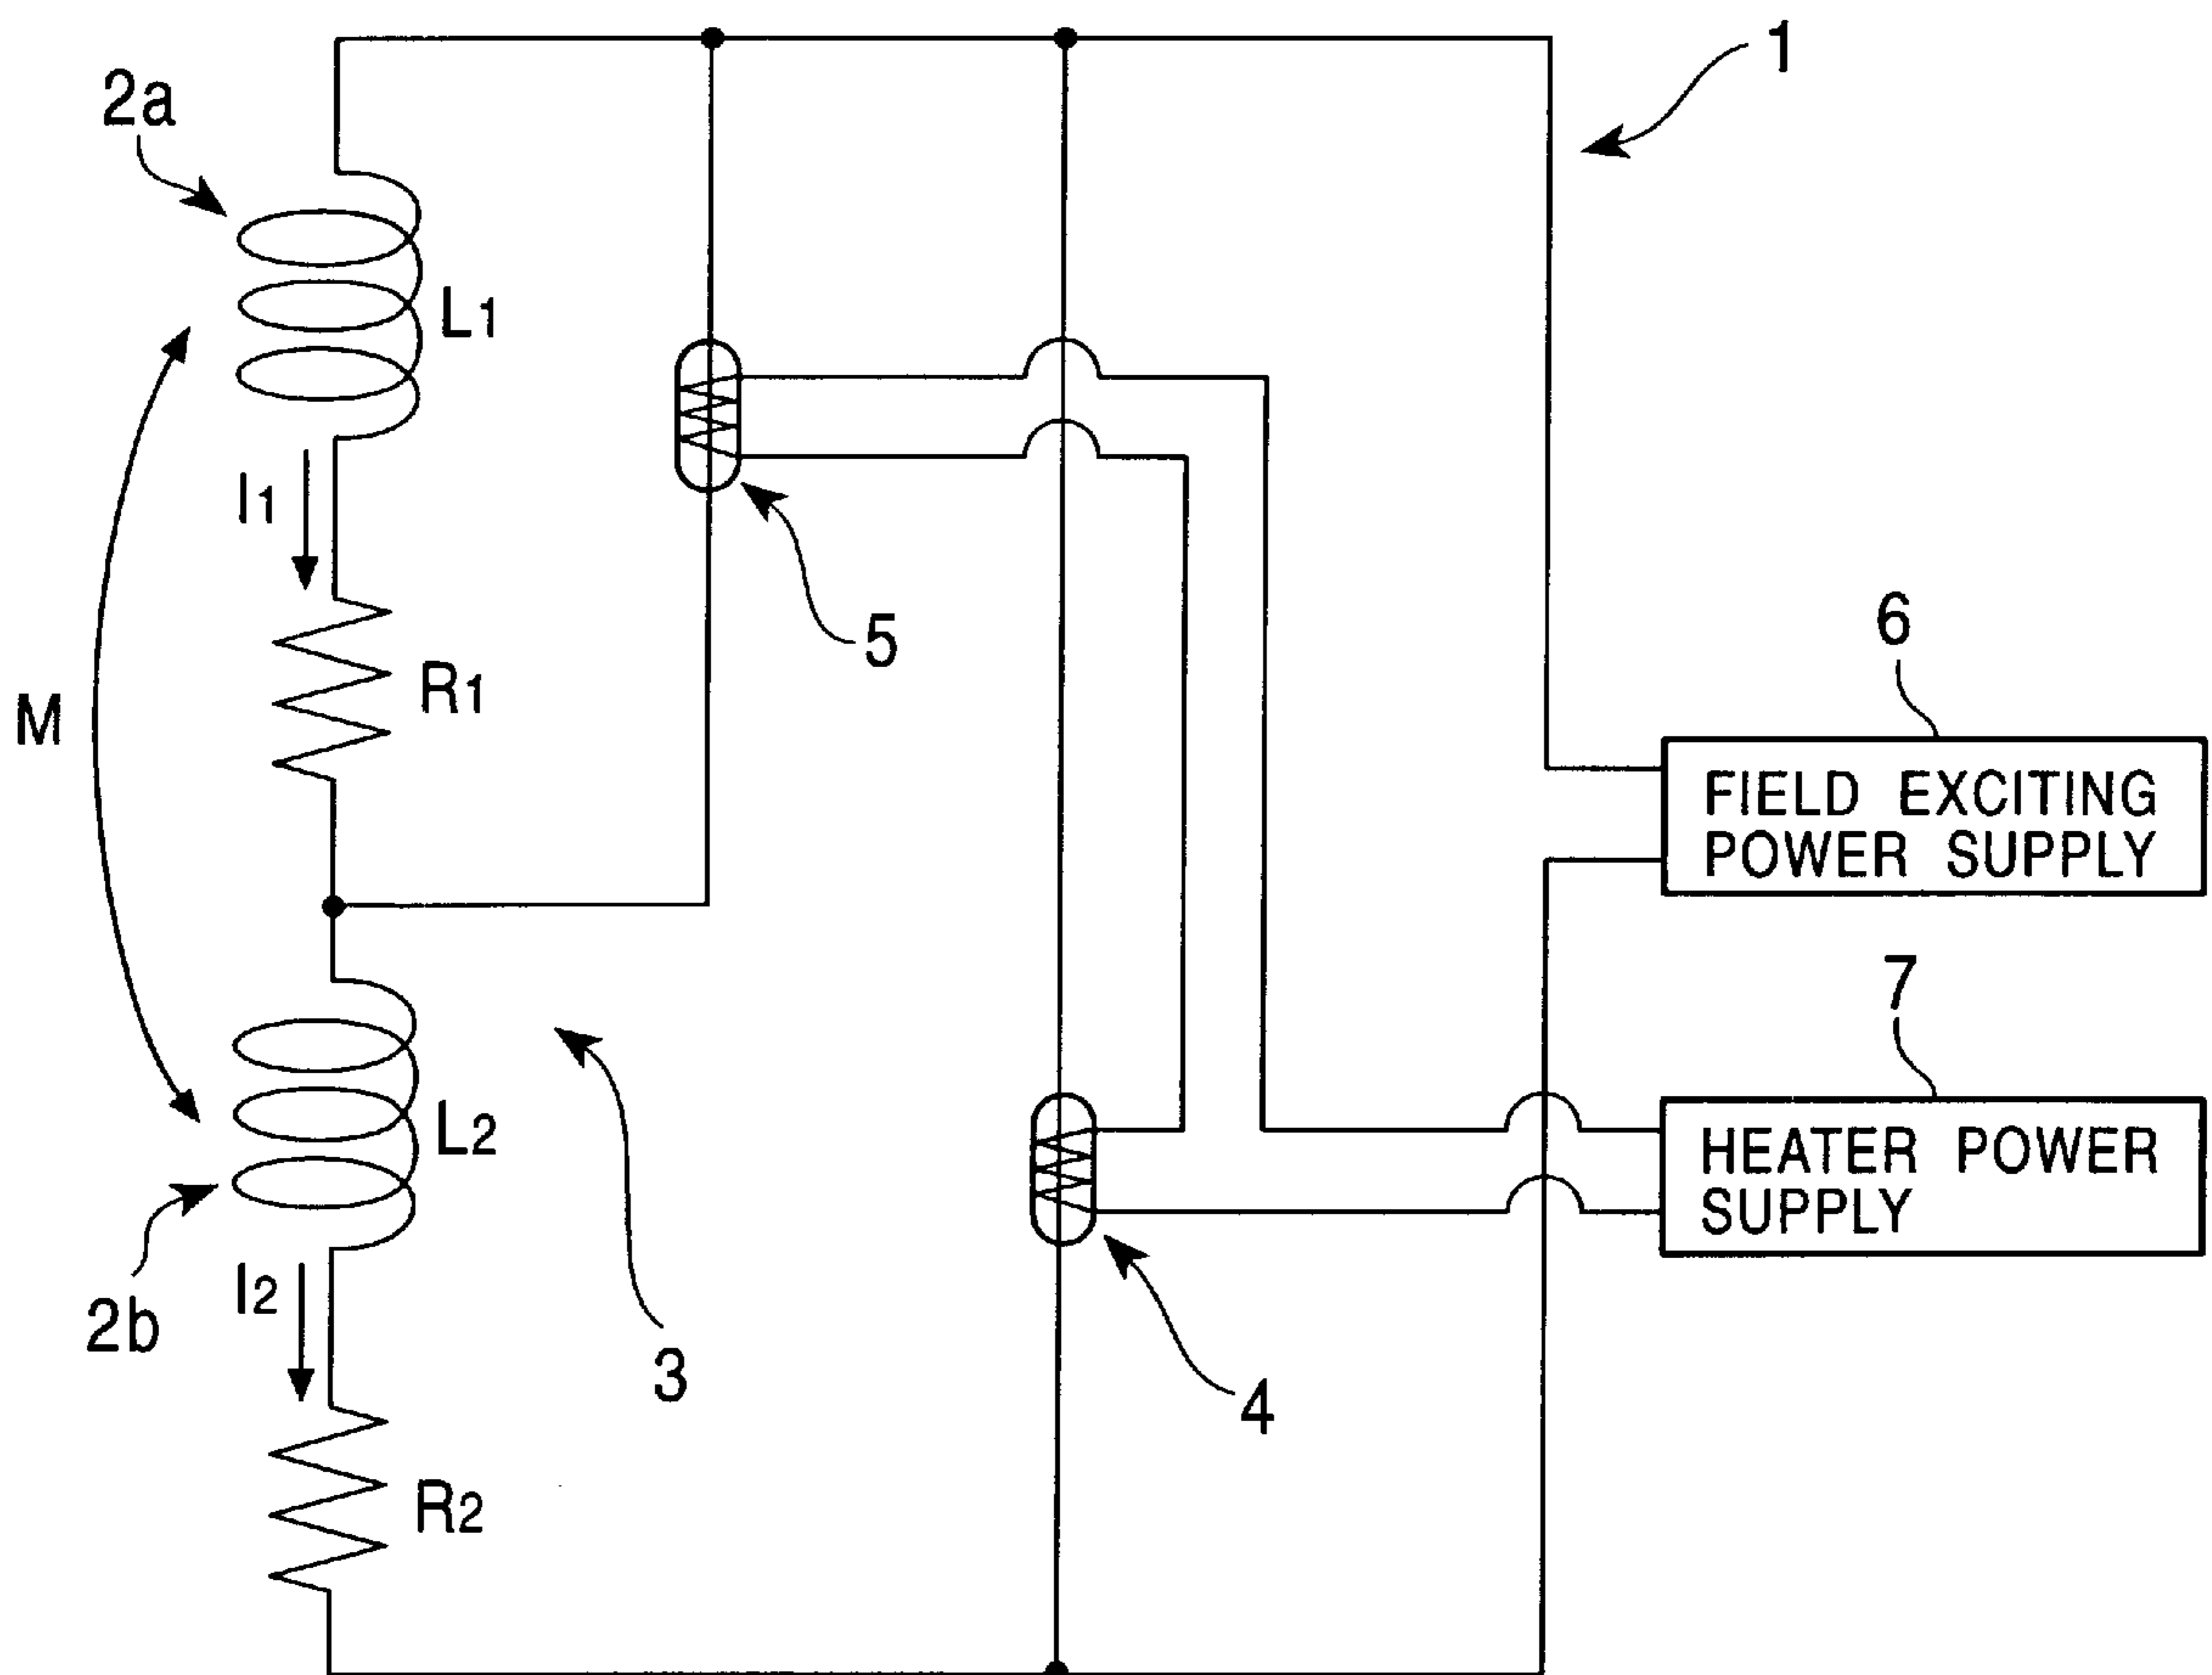 1
2a
L1
I1
5
R1
6
M
FIELD EXCITING
POWER SUPPLY
7
L2
HEATER POWER
SUPPLY
I2
2b
3
4
R2